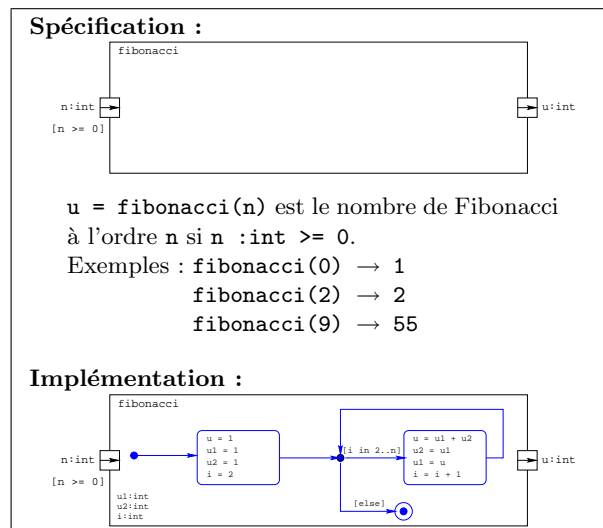 Spécification :
fibonacci
n:int
u:int
[n >= 0]
u = fibonacci(n) est le nombre de Fibonacci
à l'ordre n si n :int >= 0.
Exemples : fibonacci(0) → 1
fibonacci(2) → 2
fibonacci(9) → 55
Implémentation :
fibonacci
u = 1
u1 = 1
u2 = 1
i = 2
[i in 2..n]
u = u1 + u2
u2 = u1
u1 = u
i = i + 1
n:int
u:int
[n >= 0]
u1:int
u2:int
i:int
[else]